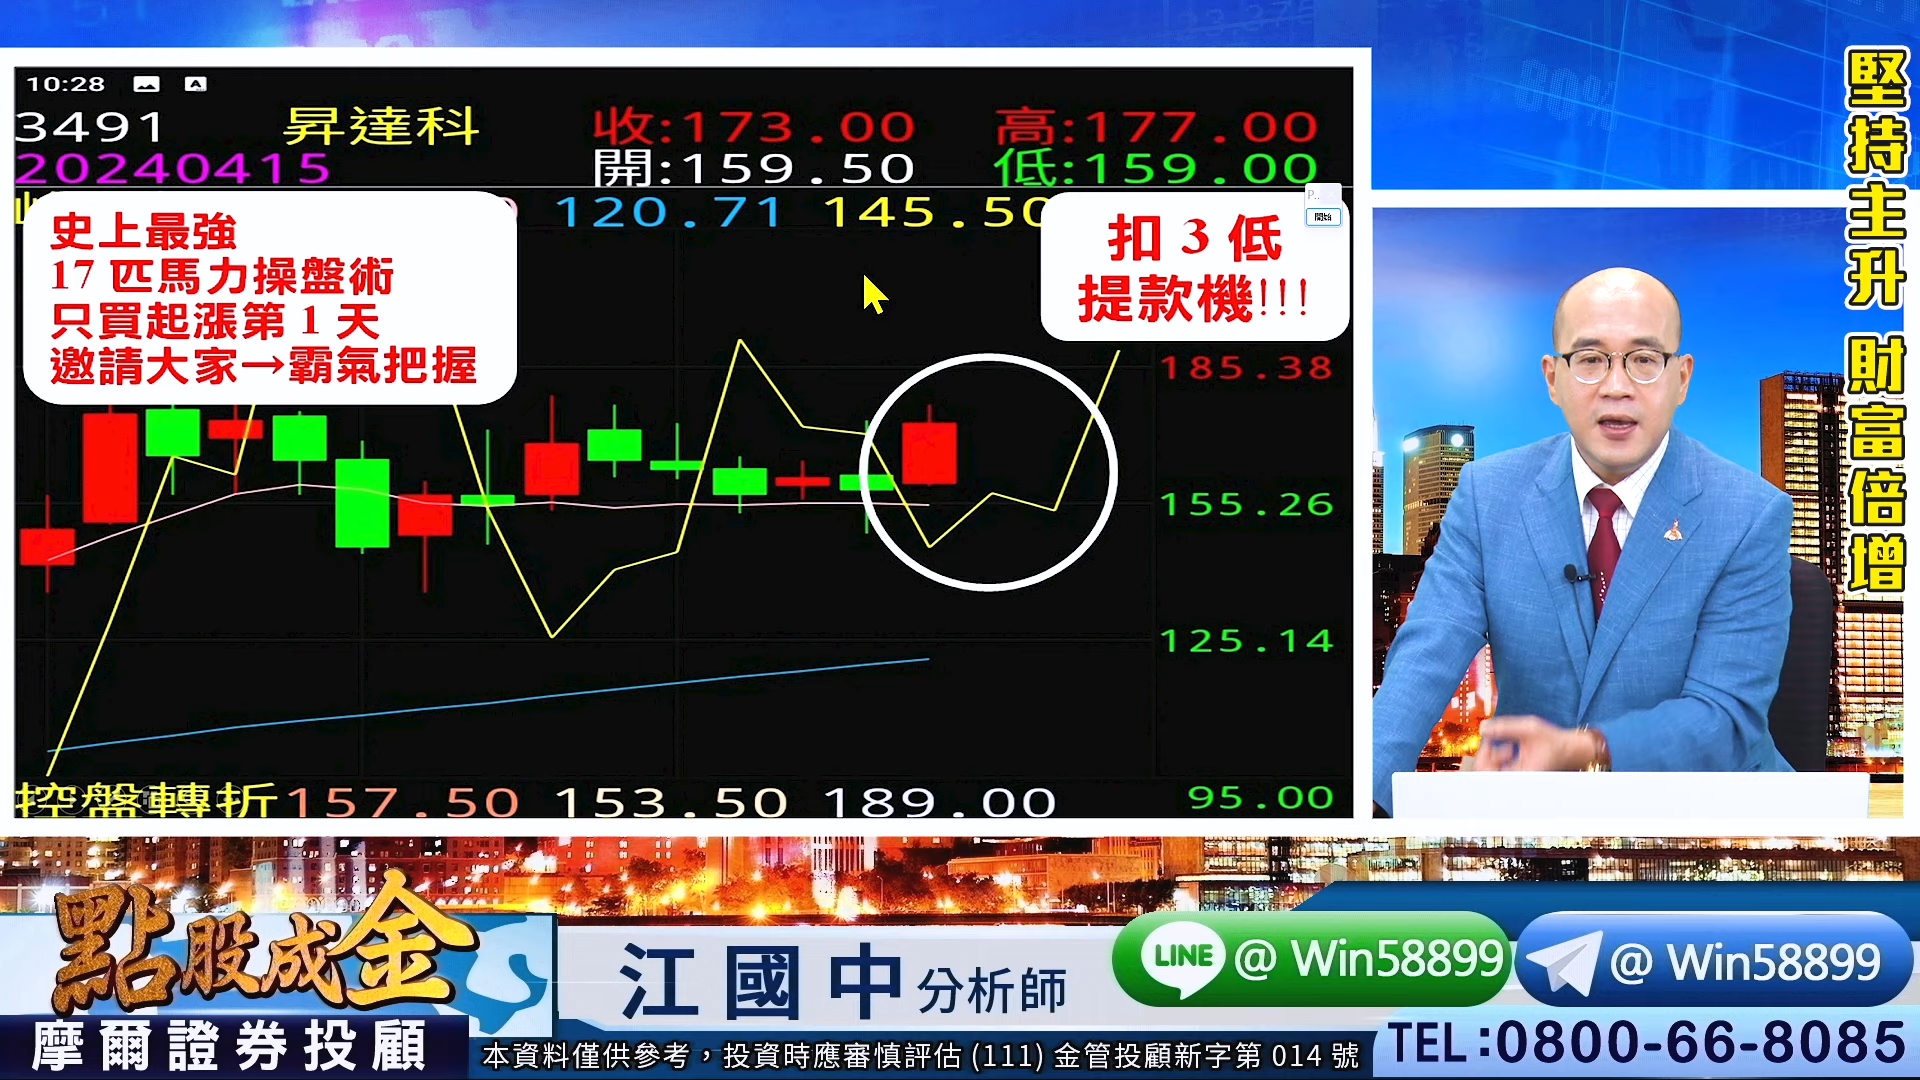 10:28
3491 昇達科 收:173.00 高:177.00
20240415 開:159.50 低:159.00
120.71 145.50
史上最強
17 匹馬力操盤術
只買起漲第 1 天
邀請大家→霸氣把握
扣 3 低
提款機!!!
P..
開始
185.38
155.26
125.14
95.00
控盤轉折 157.50 153.50 189.00
堅持主升 財富倍增
點股成金
摩爾證券投顧
江國中 分析師
LINE @ Win58899
@ Win58899
TEL:0800-66-8085
本資料僅供參考，投資時應審慎評估 (111) 金管投顧新字第 014 號